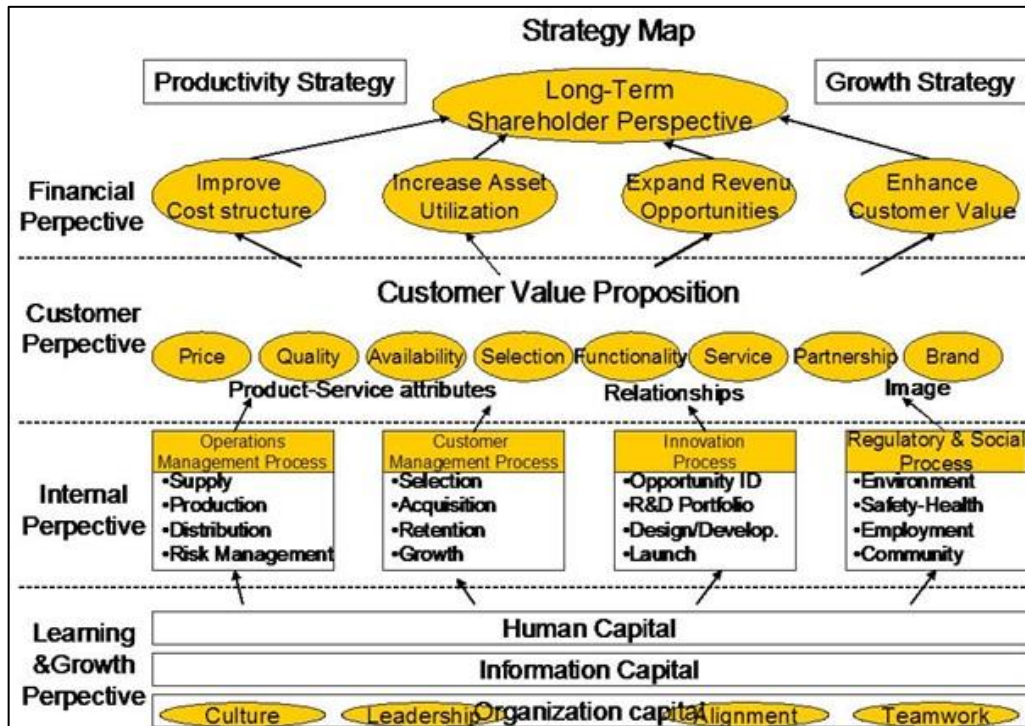 Strategy Map
Productivity Strategy
Growth Strategy
Long-Term
Shareholder Perspective
Financial
Perpective
Improve
Cost structure
Increase Asset
Utilization
Expand Revenu
Opportunities
Enhance
Customer Value
Customer Value Proposition
Customer
Perpective
Price
Quality
Availability
Selection
Functionality
Service
Partnership
Brand
Product-Service attributes
Relationships
Image
Internal
Perpective
Operations
Management Process
•Supply
•Production
•Distribution
•Risk Management
Customer
Management Process
•Selection
•Acquisition
•Retention
•Growth
Innovation
Process
•Opportunity ID
•R&D Portfolio
•Design/Develop.
•Launch
Regulatory & Social
Process
•Environment
•Safety-Health
•Employment
•Community
Learning
&Growth
Perpective
Human Capital
Information Capital
Organization capital
Culture
Leadership
Alignment
Teamwork